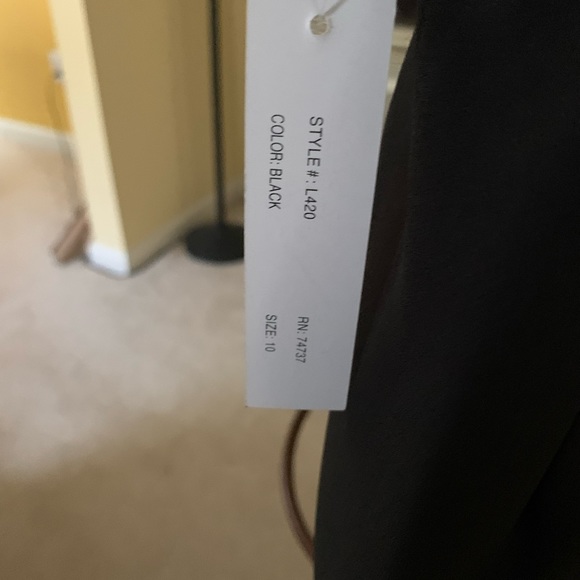 STYLE #: L420
COLOR: BLACK
RN: 74737
SIZE: 10